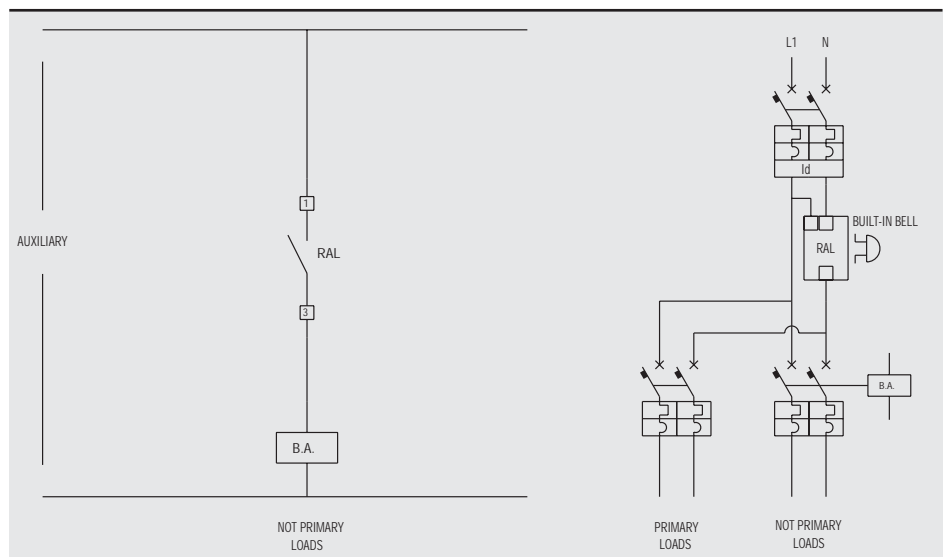 L1 N
Id
1
BUILT-IN BELL
AUXILIARY
RAL
RAL
3
B.A.
B.A.
NOT PRIMARY
LOADS
PRIMARY
LOADS
NOT PRIMARY
LOADS